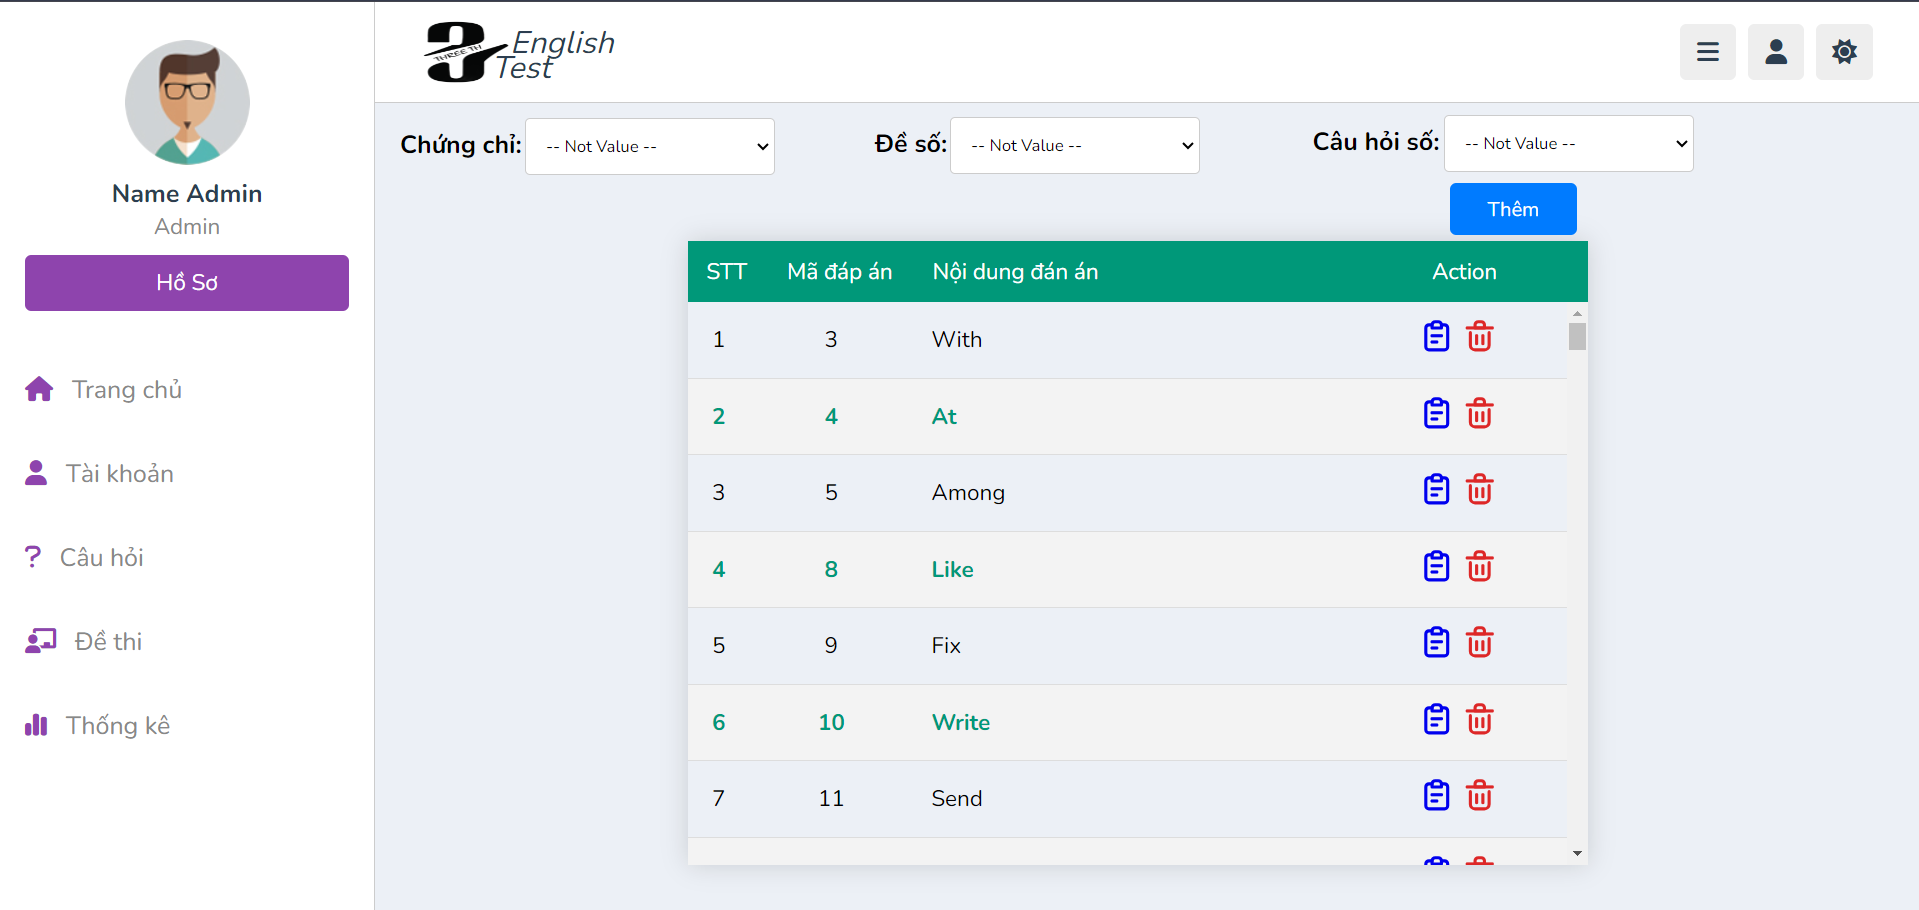 Name Admin
Admin
Hồ Sơ
Trang chủ
Tài khoản
? Câu hỏi
Đề thi
Thống kê
THREE TH
English
Test
Chứng chỉ: -- Not Value --
Đề số: -- Not Value --
Câu hỏi số: -- Not Value --
Thêm
STT Mã đáp án Nội dung đán án Action
1 3 With
2 4 At
3 5 Among
4 8 Like
5 9 Fix
6 10 Write
7 11 Send